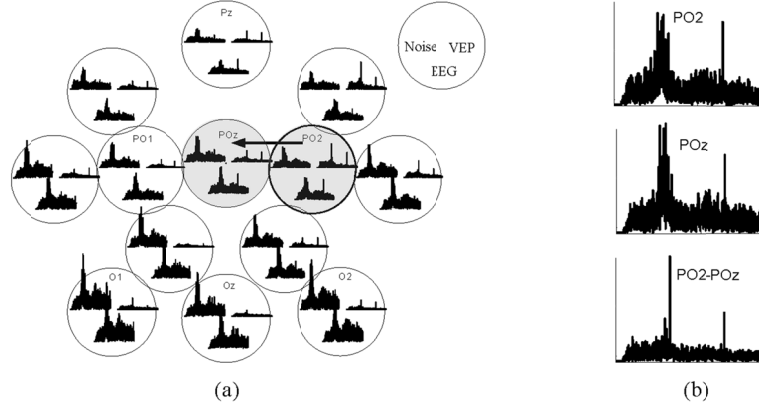 Pz
Noise VEP
EEG
PO1
POz
PO2
O1
Oz
O2
(a)
PO2
POz
PO2-POz
(b)